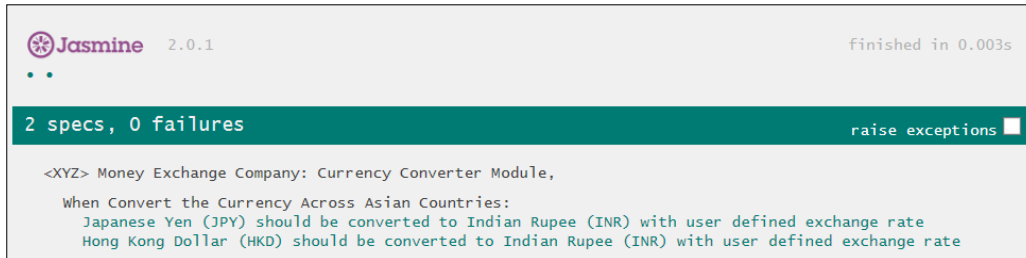 Jasmine 2.0.1 finished in 0.003s
2 specs, 0 failures raise exceptions
<XYZ> Money Exchange Company: Currency Converter Module,
When Convert the Currency Across Asian Countries:
Japanese Yen (JPY) should be converted to Indian Rupee (INR) with user defined exchange rate
Hong Kong Dollar (HKD) should be converted to Indian Rupee (INR) with user defined exchange rate